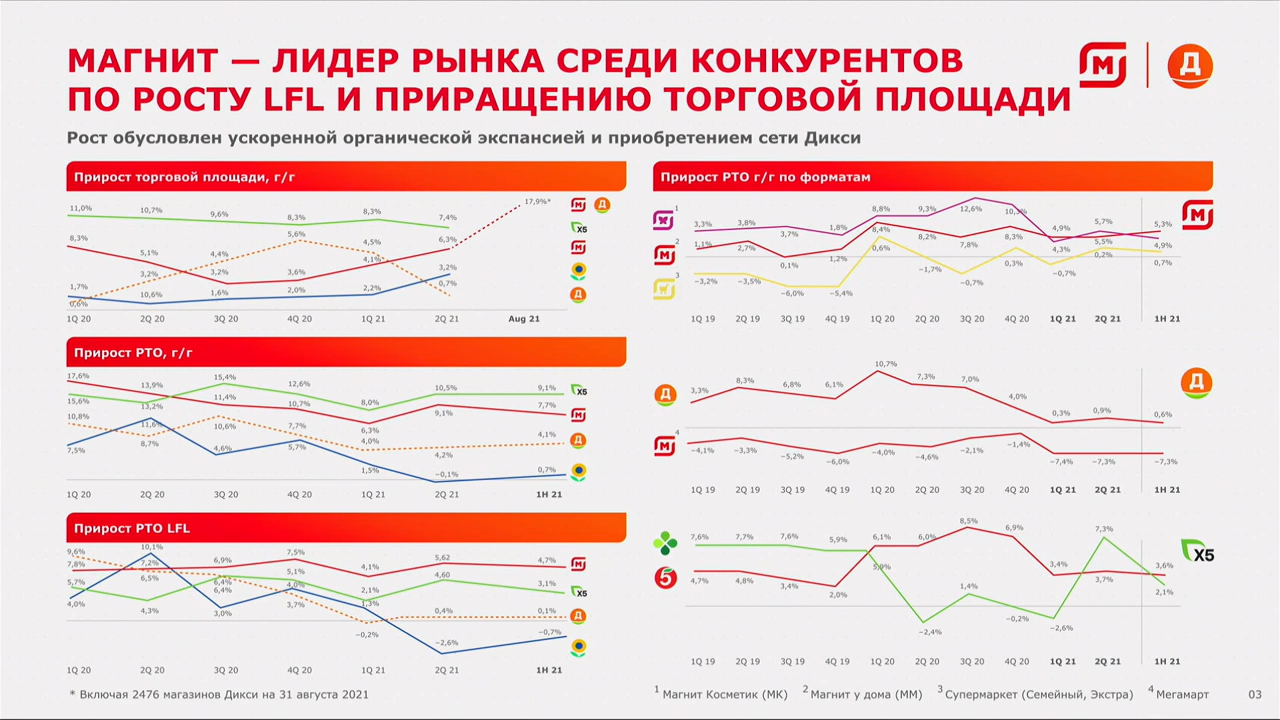 МАГНИТ — ЛИДЕР РЫНКА СРЕДИ КОНКУРЕНТОВ
ПО РОСТУ LFL И ПРИРАЩЕНИЮ ТОРГОВОЙ ПЛОЩАДИ
М Д
Рост обусловлен ускоренной органической экспансией и приобретением сети Дикси
Прирост торговой площади, г/г
11,0% 10,7% 9,6% 8,3% 8,3% 7,4% 17,9%*
8,3% 5,1% 3,2% 3,6% 4,1% 6,3%
3,2% 4,4% 5,6% 4,5% 0,7%
1,7% 10,6% 1,6% 2,0% 2,2% 3,2%
0,6%
М Д
X5
М
Д
1Q 20 2Q 20 3Q 20 4Q 20 1Q 21 2Q 21 Aug 21
Прирост РТО, г/г
17,6% 13,9% 15,4% 12,6% 8,0% 10,5% 9,1%
15,6% 13,2% 11,4% 10,7% 6,3% 9,1% 7,7%
10,8% 11,6% 10,6% 7,7% 4,0% 4,2% 4,1%
7,5% 8,7% 4,6% 5,7% 1,5% −0,1% 0,7%
X5
М
Д
1Q 20 2Q 20 3Q 20 4Q 20 1Q 21 2Q 21 1H 21
Прирост РТО LFL
9,6% 10,1% 6,9% 7,5% 4,1% 5,62 4,7%
7,8% 7,2% 6,4% 5,1% 2,1% 4,60 3,1%
5,7% 6,5% 6,4% 4,0% 1,3% 0,4% 0,1%
4,0% 4,3% 3,0% 3,7% −0,2% −2,6% −0,7%
М
X5
Д
1Q 20 2Q 20 3Q 20 4Q 20 1Q 21 2Q 21 1H 21
* Включая 2476 магазинов Дикси на 31 августа 2021
Прирост РТО г/г по форматам
1
М 2
3
М
3,3% 3,8% 3,7% 1,8% 8,8% 9,3% 12,6% 10,3% 4,9% 5,7% 5,3%
1,1% 2,7% 0,1% 1,2% 8,4% 8,2% 7,8% 8,3% 4,3% 5,5% 4,9%
−3,2% −3,5% −6,0% −5,4% 0,6% −1,7% −0,7% 0,3% −0,7% 0,2% 0,7%
1Q 19 2Q 19 3Q 19 4Q 19 1Q 20 2Q 20 3Q 20 4Q 20 1Q 21 2Q 21 1H 21
Д Д
3,3% 8,3% 6,8% 6,1% 10,7% 7,3% 7,0% 4,0% 0,3% 0,9% 0,6%
М 4
−4,1% −3,3% −5,2% −6,0% −4,0% −4,6% −2,1% −1,4% −7,4% −7,3% −7,3%
1Q 19 2Q 19 3Q 19 4Q 19 1Q 20 2Q 20 3Q 20 4Q 20 1Q 21 2Q 21 1H 21
7,6% 7,7% 7,6% 5,9% 6,1% 6,0% 8,5% 6,9% 3,4% 7,3% 3,6%
5
X5
4,7% 4,8% 3,4% 2,0% 5,9% −2,4% 1,4% −0,2% −2,6% 3,7% 2,1%
1Q 19 2Q 19 3Q 19 4Q 19 1Q 20 2Q 20 3Q 20 4Q 20 1Q 21 2Q 21 1H 21
1 Магнит Косметик (МК) 2 Магнит у дома (ММ) 3 Супермаркет (Семейный, Экстра) 4 Мегамарт 03